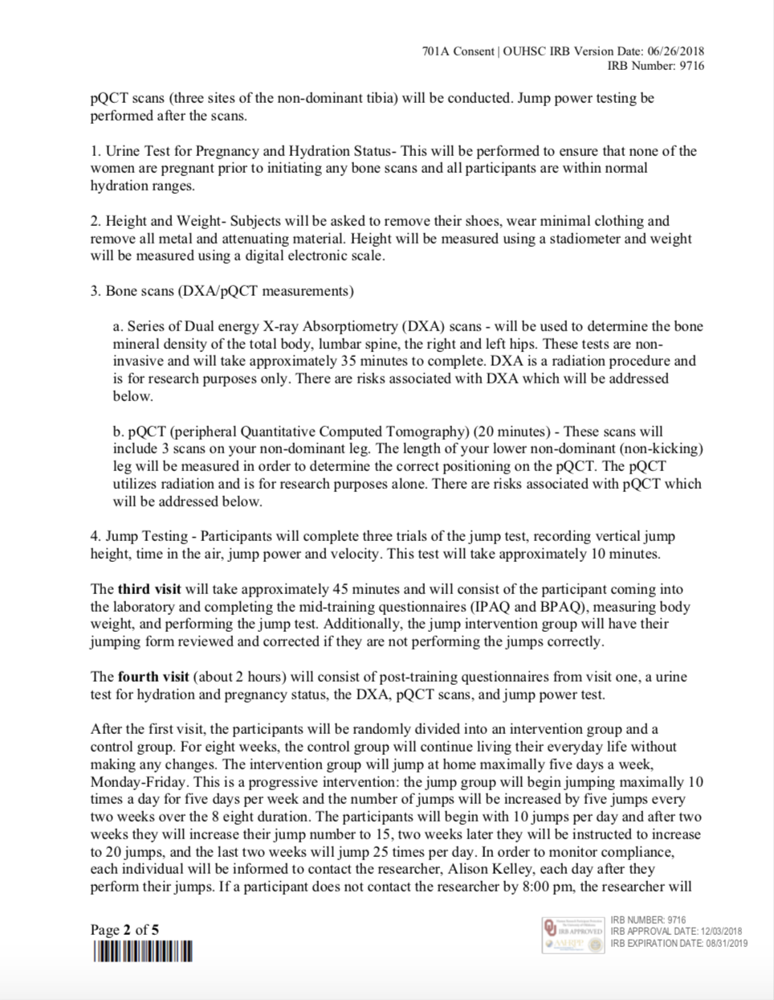 701A Consent | OUHSC IRB Version Date: 06/26/2018
IRB Number: 9716
pQCT scans (three sites of the non-dominant tibia) will be conducted. Jump power testing be
performed after the scans.
1. Urine Test for Pregnancy and Hydration Status- This will be performed to ensure that none of the
women are pregnant prior to initiating any bone scans and all participants are within normal
hydration ranges.
2. Height and Weight- Subjects will be asked to remove their shoes, wear minimal clothing and
remove all metal and attenuating material. Height will be measured using a stadiometer and weight
will be measured using a digital electronic scale.
3. Bone scans (DXA/pQCT measurements)
a. Series of Dual energy X-ray Absorptiometry (DXA) scans - will be used to determine the bone
mineral density of the total body, lumbar spine, the right and left hips. These tests are non-
invasive and will take approximately 35 minutes to complete. DXA is a radiation procedure and
is for research purposes only. There are risks associated with DXA which will be addressed
below.
b. pQCT (peripheral Quantitative Computed Tomography) (20 minutes) - These scans will
include 3 scans on your non-dominant leg. The length of your lower non-dominant (non-kicking)
leg will be measured in order to determine the correct positioning on the pQCT. The pQCT
utilizes radiation and is for research purposes alone. There are risks associated with pQCT which
will be addressed below.
4. Jump Testing - Participants will complete three trials of the jump test, recording vertical jump
height, time in the air, jump power and velocity. This test will take approximately 10 minutes.
The third visit will take approximately 45 minutes and will consist of the participant coming into
the laboratory and completing the mid-training questionnaires (IPAQ and BPAQ), measuring body
weight, and performing the jump test. Additionally, the jump intervention group will have their
jumping form reviewed and corrected if they are not performing the jumps correctly.
The fourth visit (about 2 hours) will consist of post-training questionnaires from visit one, a urine
test for hydration and pregnancy status, the DXA, pQCT scans, and jump power test.
After the first visit, the participants will be randomly divided into an intervention group and a
control group. For eight weeks, the control group will continue living their everyday life without
making any changes. The intervention group will jump at home maximally five days a week,
Monday-Friday. This is a progressive intervention: the jump group will begin jumping maximally 10
times a day for five days per week and the number of jumps will be increased by five jumps every
two weeks over the 8 eight duration. The participants will begin with 10 jumps per day and after two
weeks they will increase their jump number to 15, two weeks later they will be instructed to increase
to 20 jumps, and the last two weeks will jump 25 times per day. In order to monitor compliance,
each individual will be informed to contact the researcher, Alison Kelley, each day after they
perform their jumps. If a participant does not contact the researcher by 8:00 pm, the researcher will
Page 2 of 5
IRB APPROVED
IRB NUMBER: 9716
IRB APPROVAL DATE: 12/03/2018
IRB EXPIRATION DATE: 08/31/2019